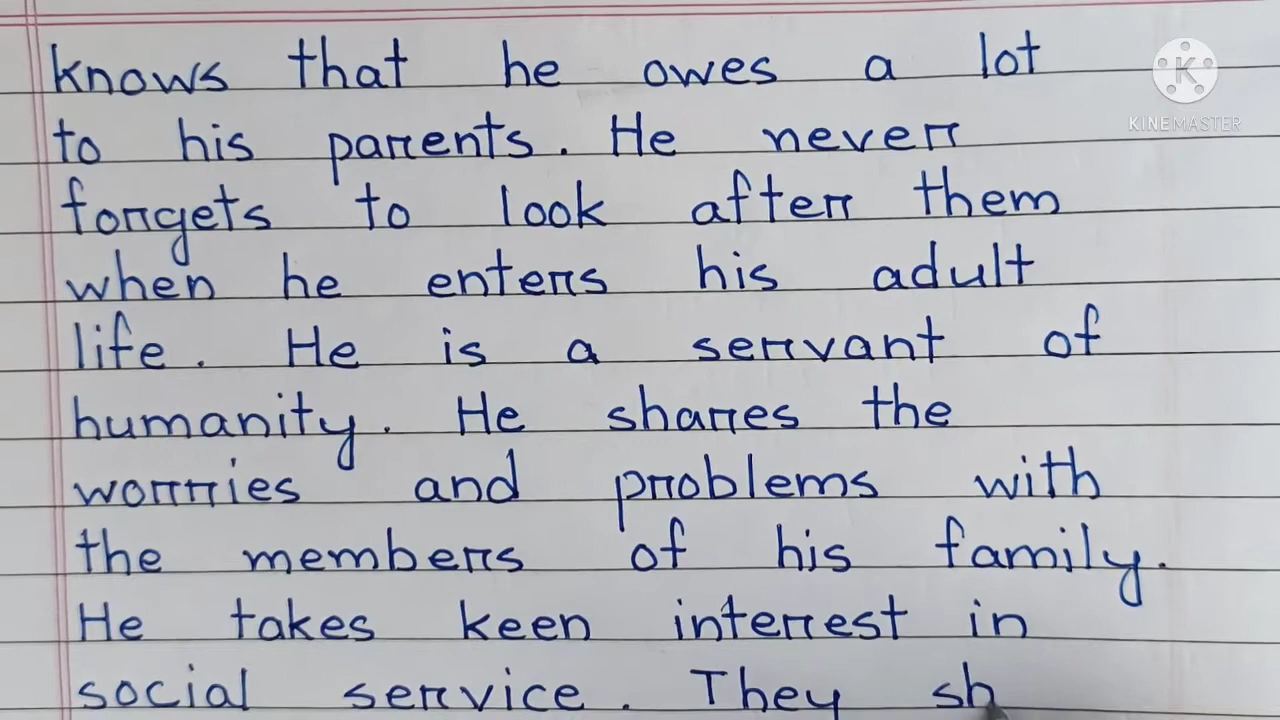 knows that he owes a lot
to his parents. He never
forgets to look after them
when he enters his adult
life. He is a servant of
humanity. He shares the
worries and problems with
the members of his family.
He takes keen interest in
social service. They sh
K
KINEMASTER